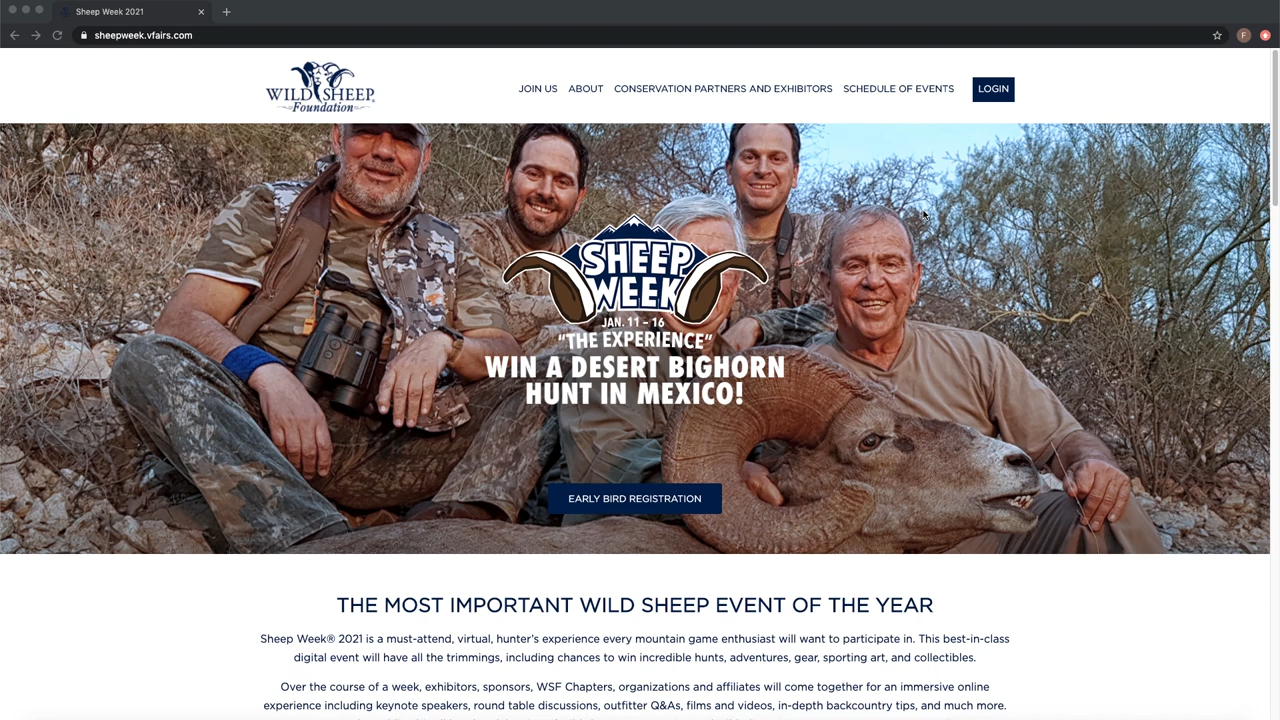 Sheep Week 2021
sheepweek.vfairs.com
F
WILD SHEEP
Foundation
JOIN US ABOUT CONSERVATION PARTNERS AND EXHIBITORS SCHEDULE OF EVENTS LOGIN
SHEEP
WEEK
JAN. 11 – 16
“THE EXPERIENCE”
WIN A DESERT BIGHORN
HUNT IN MEXICO!
EARLY BIRD REGISTRATION
THE MOST IMPORTANT WILD SHEEP EVENT OF THE YEAR
Sheep Week® 2021 is a must-attend, virtual, hunter’s experience every mountain game enthusiast will want to participate in. This best-in-class
digital event will have all the trimmings, including chances to win incredible hunts, adventures, gear, sporting art, and collectibles.
Over the course of a week, exhibitors, sponsors, WSF Chapters, organizations and affiliates will come together for an immersive online
experience including keynote speakers, round table discussions, outfitter Q&As, films and videos, in-depth backcountry tips, and much more.